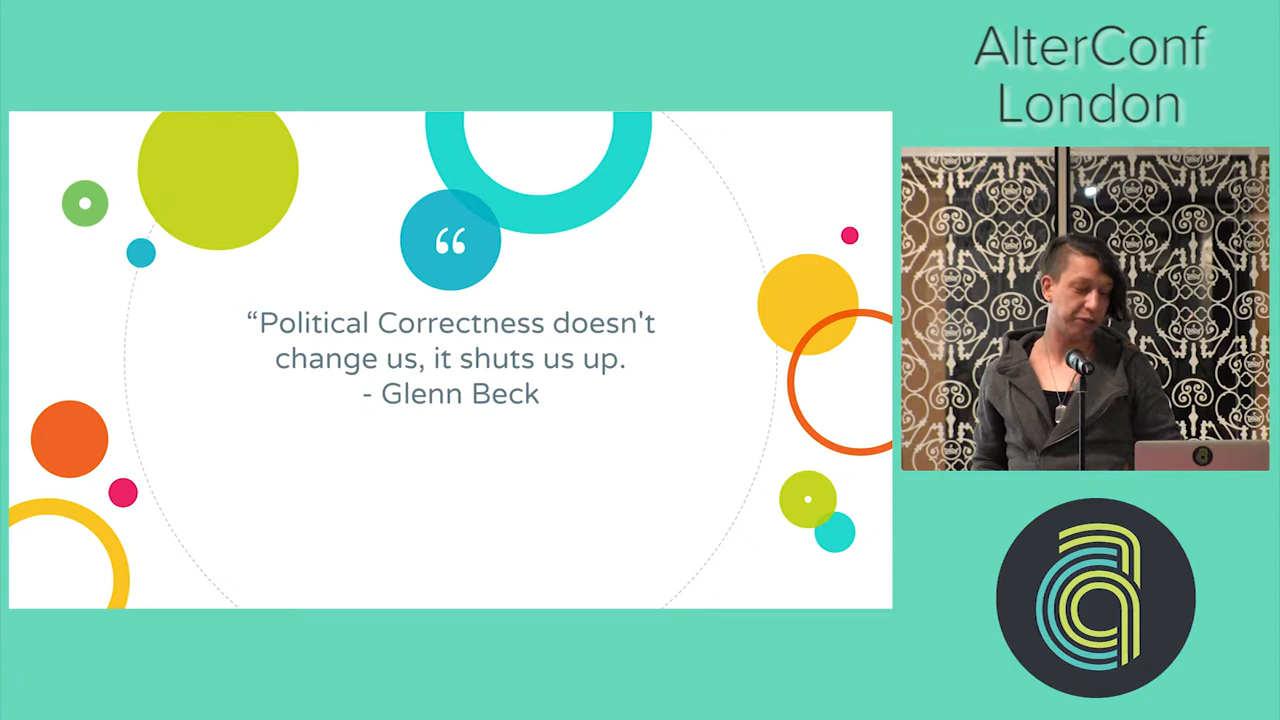 AlterConf
London
“
“Political Correctness doesn't
change us, it shuts us up.
- Glenn Beck